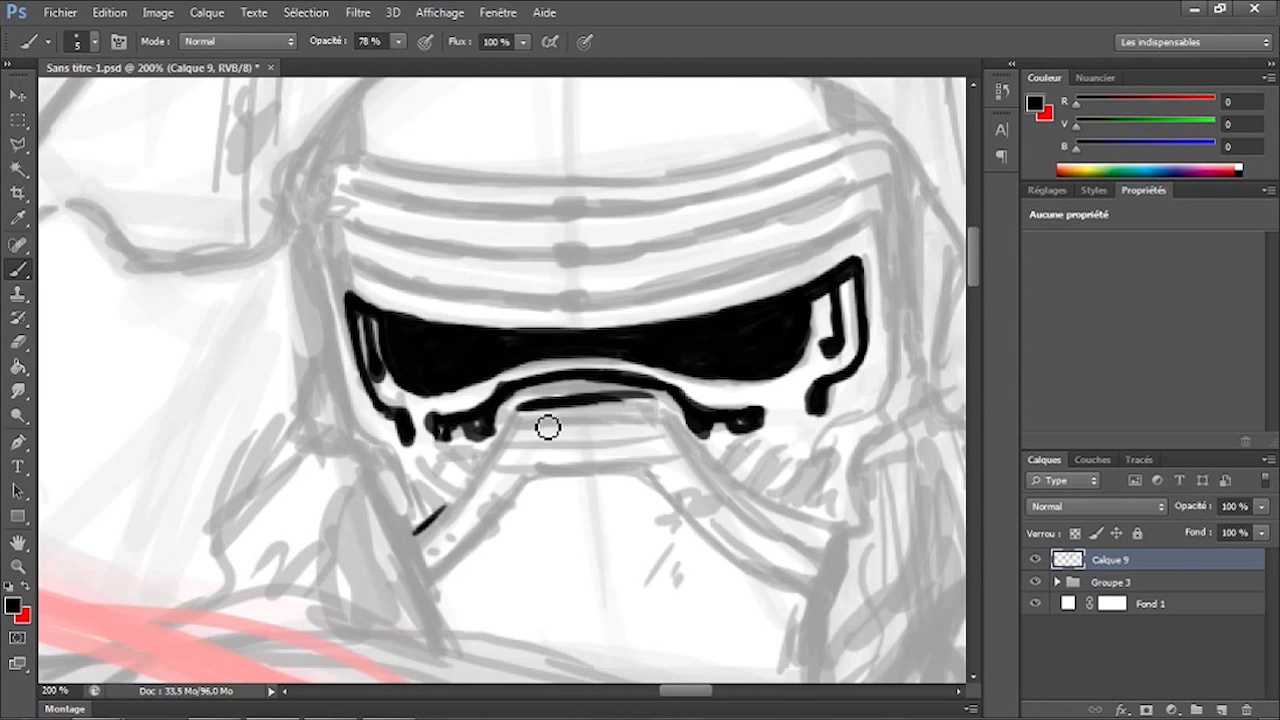 Ps Fichier Edition Image Calque Texte Sélection Filtre 3D Affichage Fenêtre Aide
5 Mode : Normal Opacité : 78 % Flux : 100 % Les indispensables
Sans titre-1.psd @ 200% (Calque 9, RVB/8) * ×
Couleur Nuancier
R 0
V 0
B 0
Réglages Styles Propriétés
Aucune propriété
Calques Couches Tracés
Type
Normal Opacité : 100 %
Verrou : Fond : 100 %
Calque 9
Groupe 3
Fond 1
200 % Doc : 33.5 Mo/96.0 Mo
Montage